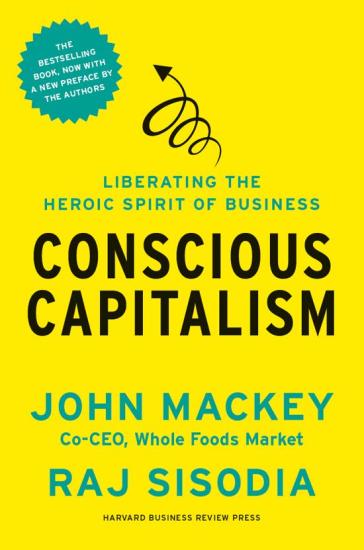 THE
BESTSELLING
BOOK, NOW WITH
A NEW PREFACE BY
THE AUTHORS
LIBERATING THE
HEROIC SPIRIT OF BUSINESS
CONSCIOUS
CAPITALISM
JOHN MACKEY
Co-CEO, Whole Foods Market
RAJ SISODIA
HARVARD BUSINESS REVIEW PRESS